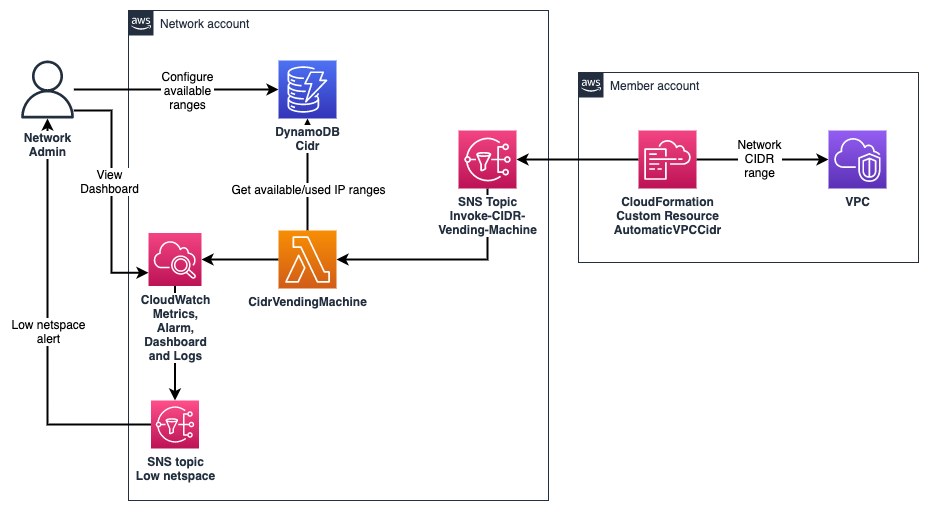 aws
Network account
Configure
available
ranges
DynamoDB
Cidr
Network
Admin
View
Dashboard
Get available/used IP ranges
SNS Topic
Invoke-CIDR-
Vending-Machine
CidrVendingMachine
CloudWatch
Metrics,
Alarm,
Dashboard
and Logs
Low netspace
alert
SNS topic
Low netspace
aws
Member account
Network
CIDR
range
CloudFormation
Custom Resource
AutomaticVPCCidr
VPC